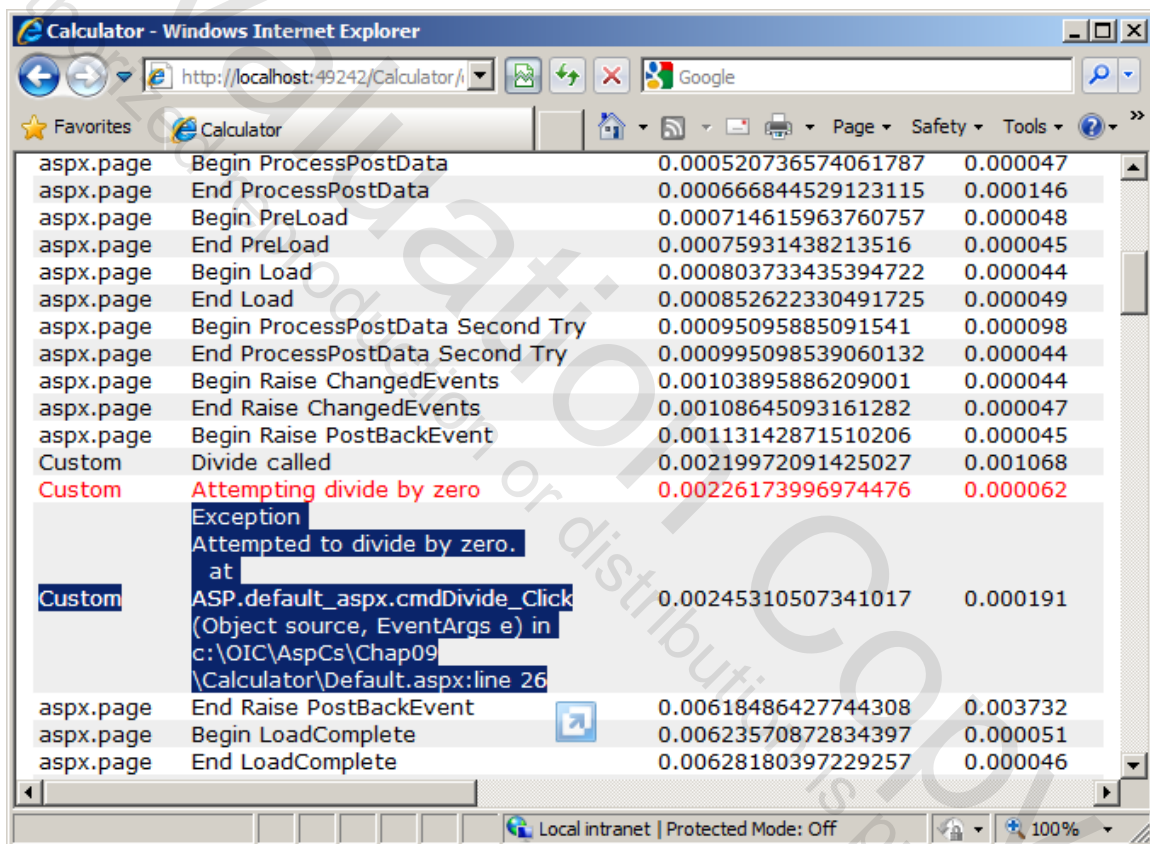 Calculator - Windows Internet Explorer
http://localhost:49242/Calculator/
Google
Favorites Calculator Page Safety Tools »
aspx.page Begin ProcessPostData 0.000520736574061787 0.000047
aspx.page End ProcessPostData 0.000666844529123115 0.000146
aspx.page Begin PreLoad 0.000714615963760757 0.000048
aspx.page End PreLoad 0.00075931438213516 0.000045
aspx.page Begin Load 0.000803733435394722 0.000044
aspx.page End Load 0.000852622330491725 0.000049
aspx.page Begin ProcessPostData Second Try 0.00095095885091541 0.000098
aspx.page End ProcessPostData Second Try 0.000995098539060132 0.000044
aspx.page Begin Raise ChangedEvents 0.00103895886209001 0.000044
aspx.page End Raise ChangedEvents 0.00108645093161282 0.000047
aspx.page Begin Raise PostBackEvent 0.00113142871510206 0.000045
Custom Divide called 0.00219972091425027 0.001068
Custom Attempting divide by zero 0.00226173996974476 0.000062
Exception
Attempted to divide by zero.
at
Custom ASP.default_aspx.cmdDivide_Click 0.00245310507341017 0.000191
(Object source, EventArgs e) in
c:\OIC\AspCs\Chap09
\Calculator\Default.aspx:line 26
aspx.page End Raise PostBackEvent 0.00618486427744308 0.003732
aspx.page Begin LoadComplete 0.00623570872834397 0.000051
aspx.page End LoadComplete 0.00628180397229257 0.000046
Local intranet | Protected Mode: Off 100%